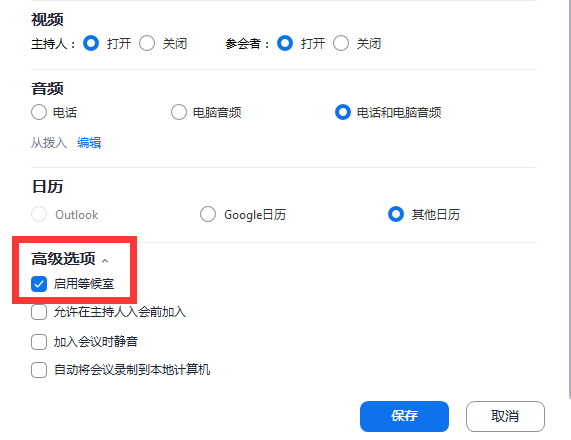 视频
主持人： 打开 关闭 参会者： 打开 关闭
音频
电话 电脑音频 电话和电脑音频
从拨入 编辑
日历
Outlook Google日历 其他日历
高级选项
启用等候室
允许在主持人入会前加入
加入会议时静音
自动将会议录制到本地计算机
保存 取消